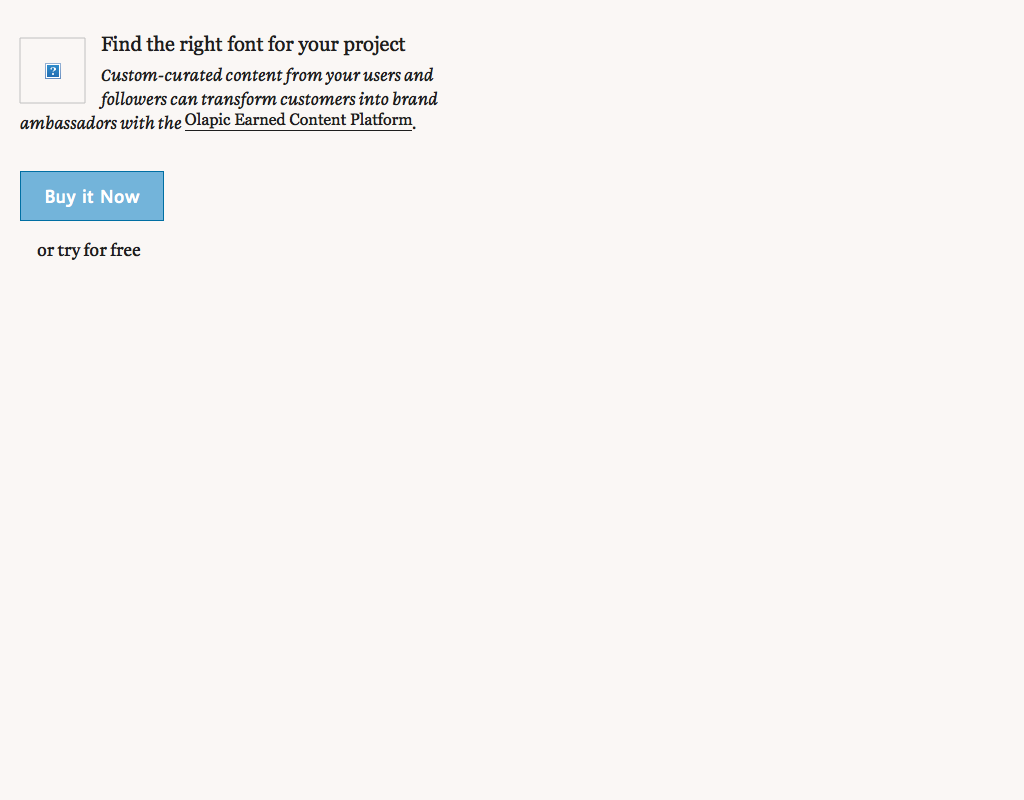 Find the right font for your project
Custom-curated content from your users and
followers can transform customers into brand
ambassadors with the Olapic Earned Content Platform.
Buy it Now
or try for free